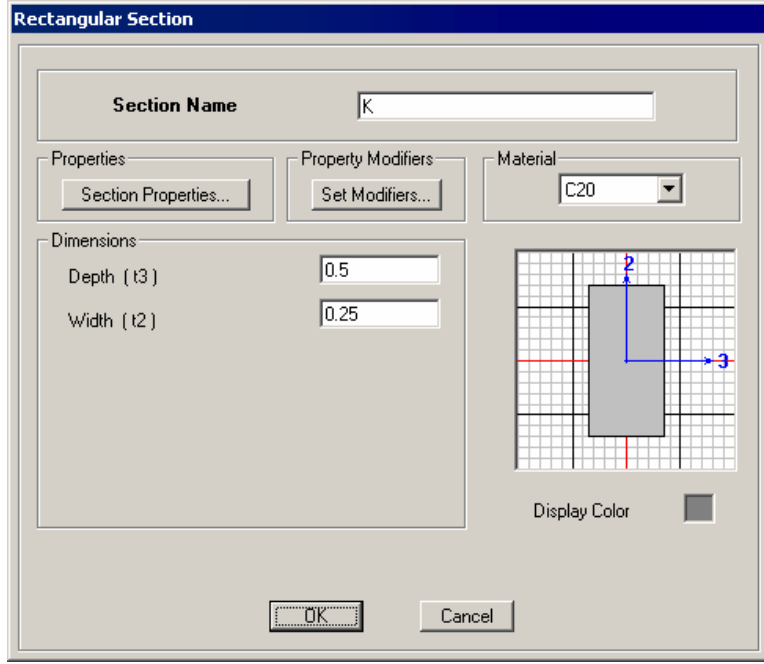 Rectangular Section
Section Name K
Properties
Section Properties...
Property Modifiers
Set Modifiers...
Material
C20
Dimensions
Depth ( t3 ) 0.5
Width ( t2 ) 0.25
2
3
Display Color
OK
Cancel